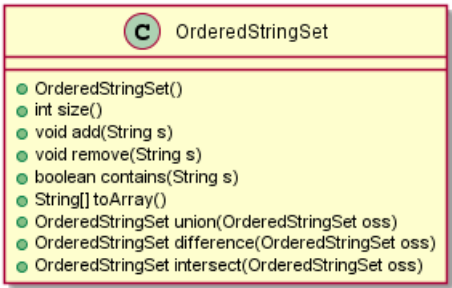 C OrderedStringSet
OrderedStringSet()
int size()
void add(String s)
void remove(String s)
boolean contains(String s)
String[] toArray()
OrderedStringSet union(OrderedStringSet oss)
OrderedStringSet difference(OrderedStringSet oss)
OrderedStringSet intersect(OrderedStringSet oss)